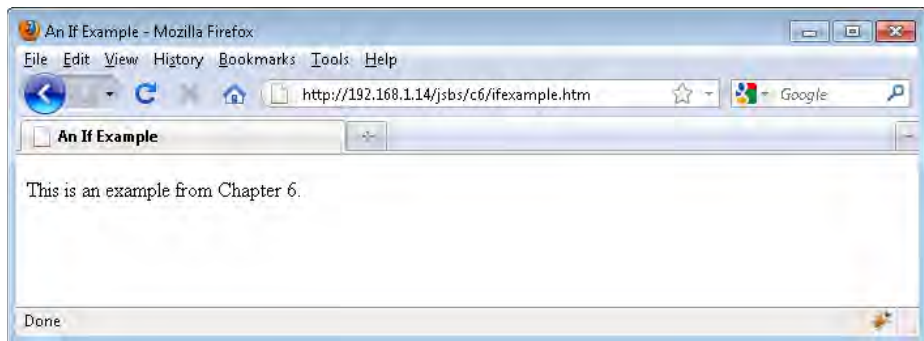 An If Example - Mozilla Firefox
File Edit View History Bookmarks Tools Help
http://192.168.1.14/jsbs/c6/ifexample.htm
Google
An If Example
This is an example from Chapter 6.
Done